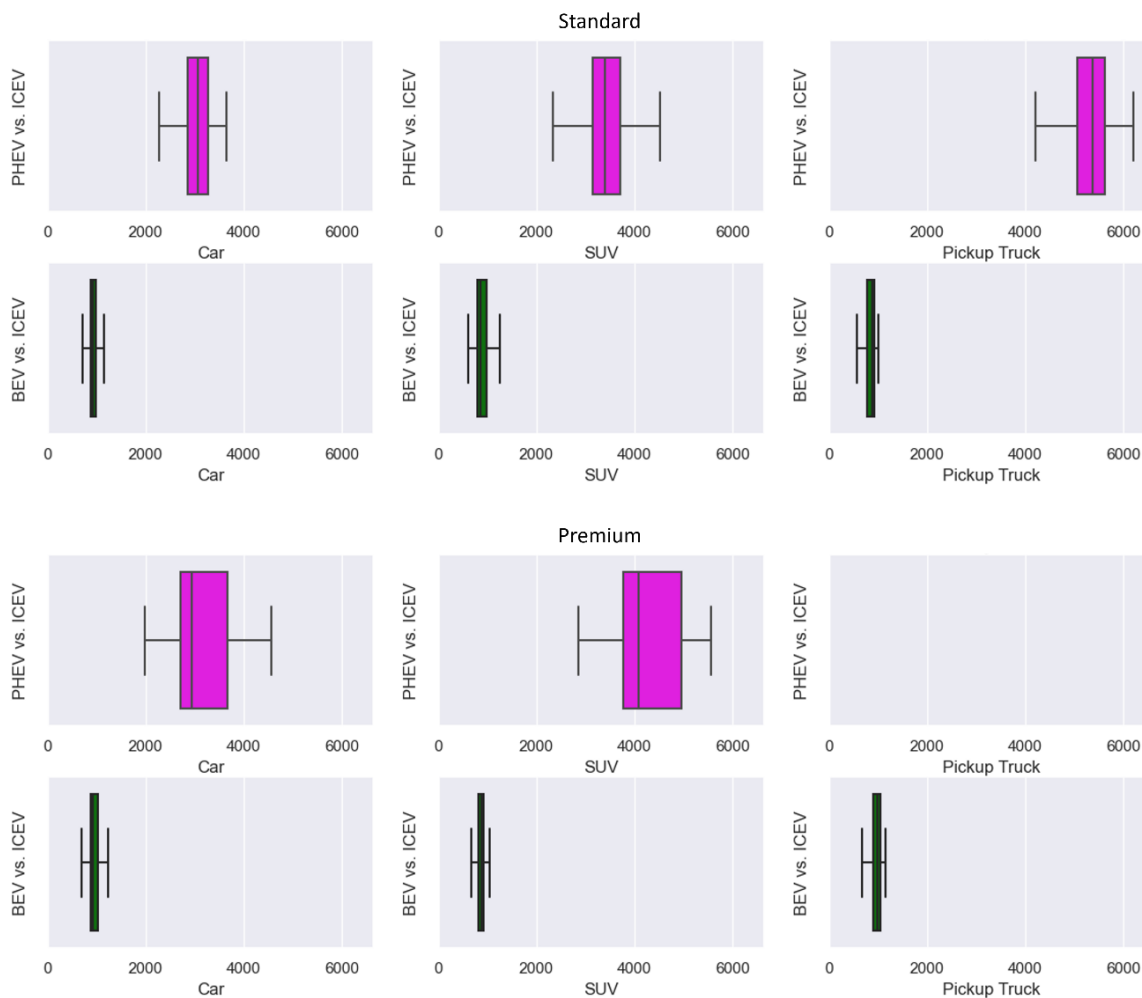 Standard
PHEV vs. ICEV
PHEV vs. ICEV
PHEV vs. ICEV
0 2000 4000 6000
0 2000 4000 6000
0 2000 4000 6000
Car
SUV
Pickup Truck
BEV vs. ICEV
BEV vs. ICEV
BEV vs. ICEV
0 2000 4000 6000
0 2000 4000 6000
0 2000 4000 6000
Car
SUV
Pickup Truck
Premium
PHEV vs. ICEV
PHEV vs. ICEV
PHEV vs. ICEV
0 2000 4000 6000
0 2000 4000 6000
0 2000 4000 6000
Car
SUV
Pickup Truck
BEV vs. ICEV
BEV vs. ICEV
BEV vs. ICEV
0 2000 4000 6000
0 2000 4000 6000
0 2000 4000 6000
Car
SUV
Pickup Truck